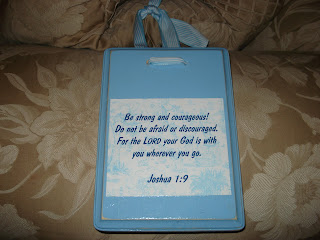 Be strong and courageous!
Do not be afraid or discouraged.
For the LORD your God is with
you wherever you go.
Joshua 1:9